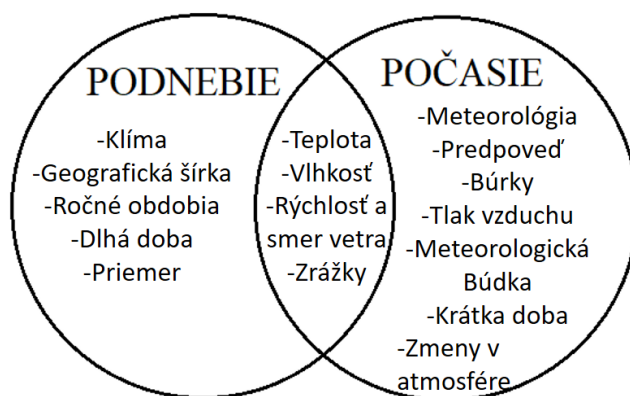 PODNEBIE
-Klíma
-Geografická šírka
-Ročné obdobia
-Dlhá doba
-Priemer
-Teplota
-Vlhkosť
-Rýchlosť a
smer vetra
-Zrážky
POČASIE
-Meteorológia
-Predpoveď
-Búrky
-Tlak vzduchu
-Meteorologická
Búdka
-Krátka doba
-Zmeny v
atmosfére